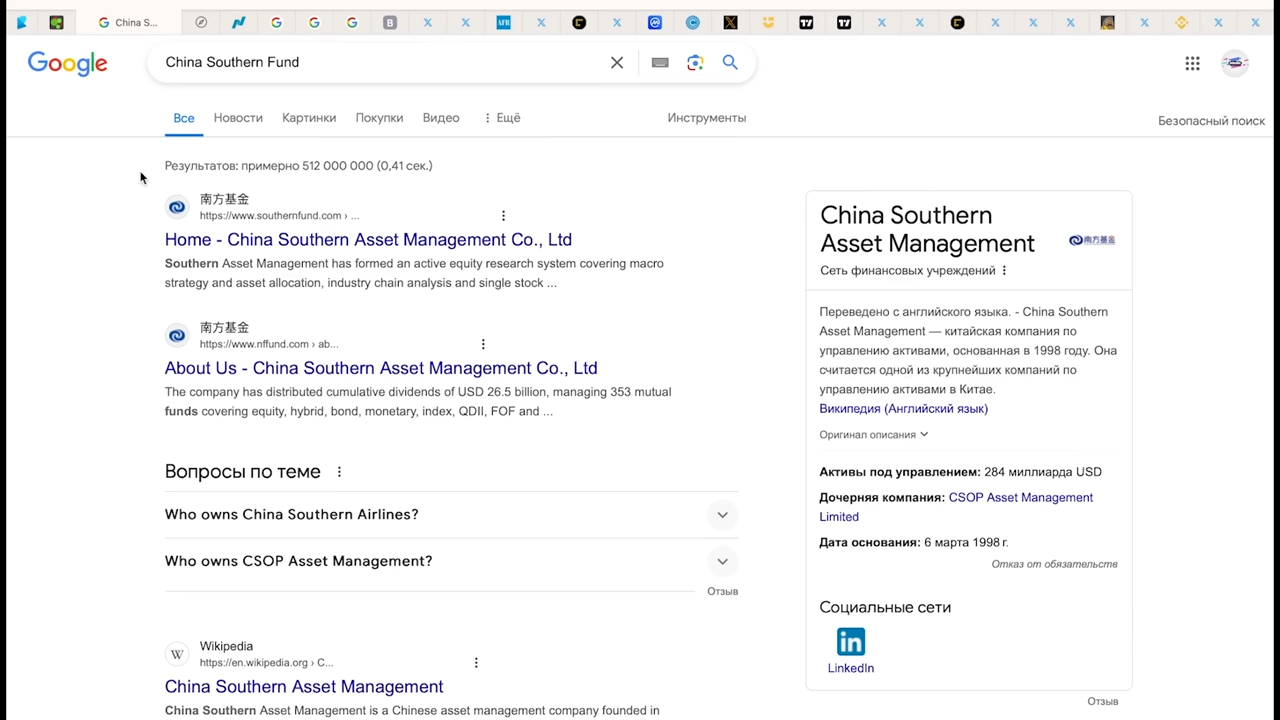 China S...
Google
China Southern Fund
Все
Новости
Картинки
Покупки
Видео
Ещё
Инструменты
Безопасный поиск
Результатов: примерно 512 000 000 (0,41 сек.)
南方基金
https://www.southernfund.com › ...
Home - China Southern Asset Management Co., Ltd
Southern Asset Management has formed an active equity research system covering macro
strategy and asset allocation, industry chain analysis and single stock ...
南方基金
https://www.nffund.com › ab...
About Us - China Southern Asset Management Co., Ltd
The company has distributed cumulative dividends of USD 26.5 billion, managing 353 mutual
funds covering equity, hybrid, bond, monetary, index, QDII, FOF and ...
Вопросы по теме
Who owns China Southern Airlines?
Who owns CSOP Asset Management?
Отзыв
W
Wikipedia
https://en.wikipedia.org › C...
China Southern Asset Management
China Southern Asset Management is a Chinese asset management company founded in
China Southern
Asset Management
南方基金
Сеть финансовых учреждений
Переведено с английского языка. - China Southern
Asset Management — китайская компания по
управлению активами, основанная в 1998 году. Она
считается одной из крупнейших компаний по
управлению активами в Китае.
Википедия (Английский язык)
Оригинал описания
Активы под управлением: 284 миллиарда USD
Дочерняя компания: CSOP Asset Management
Limited
Дата основания: 6 марта 1998 г.
Отказ от обязательств
Социальные сети
in
LinkedIn
Отзыв